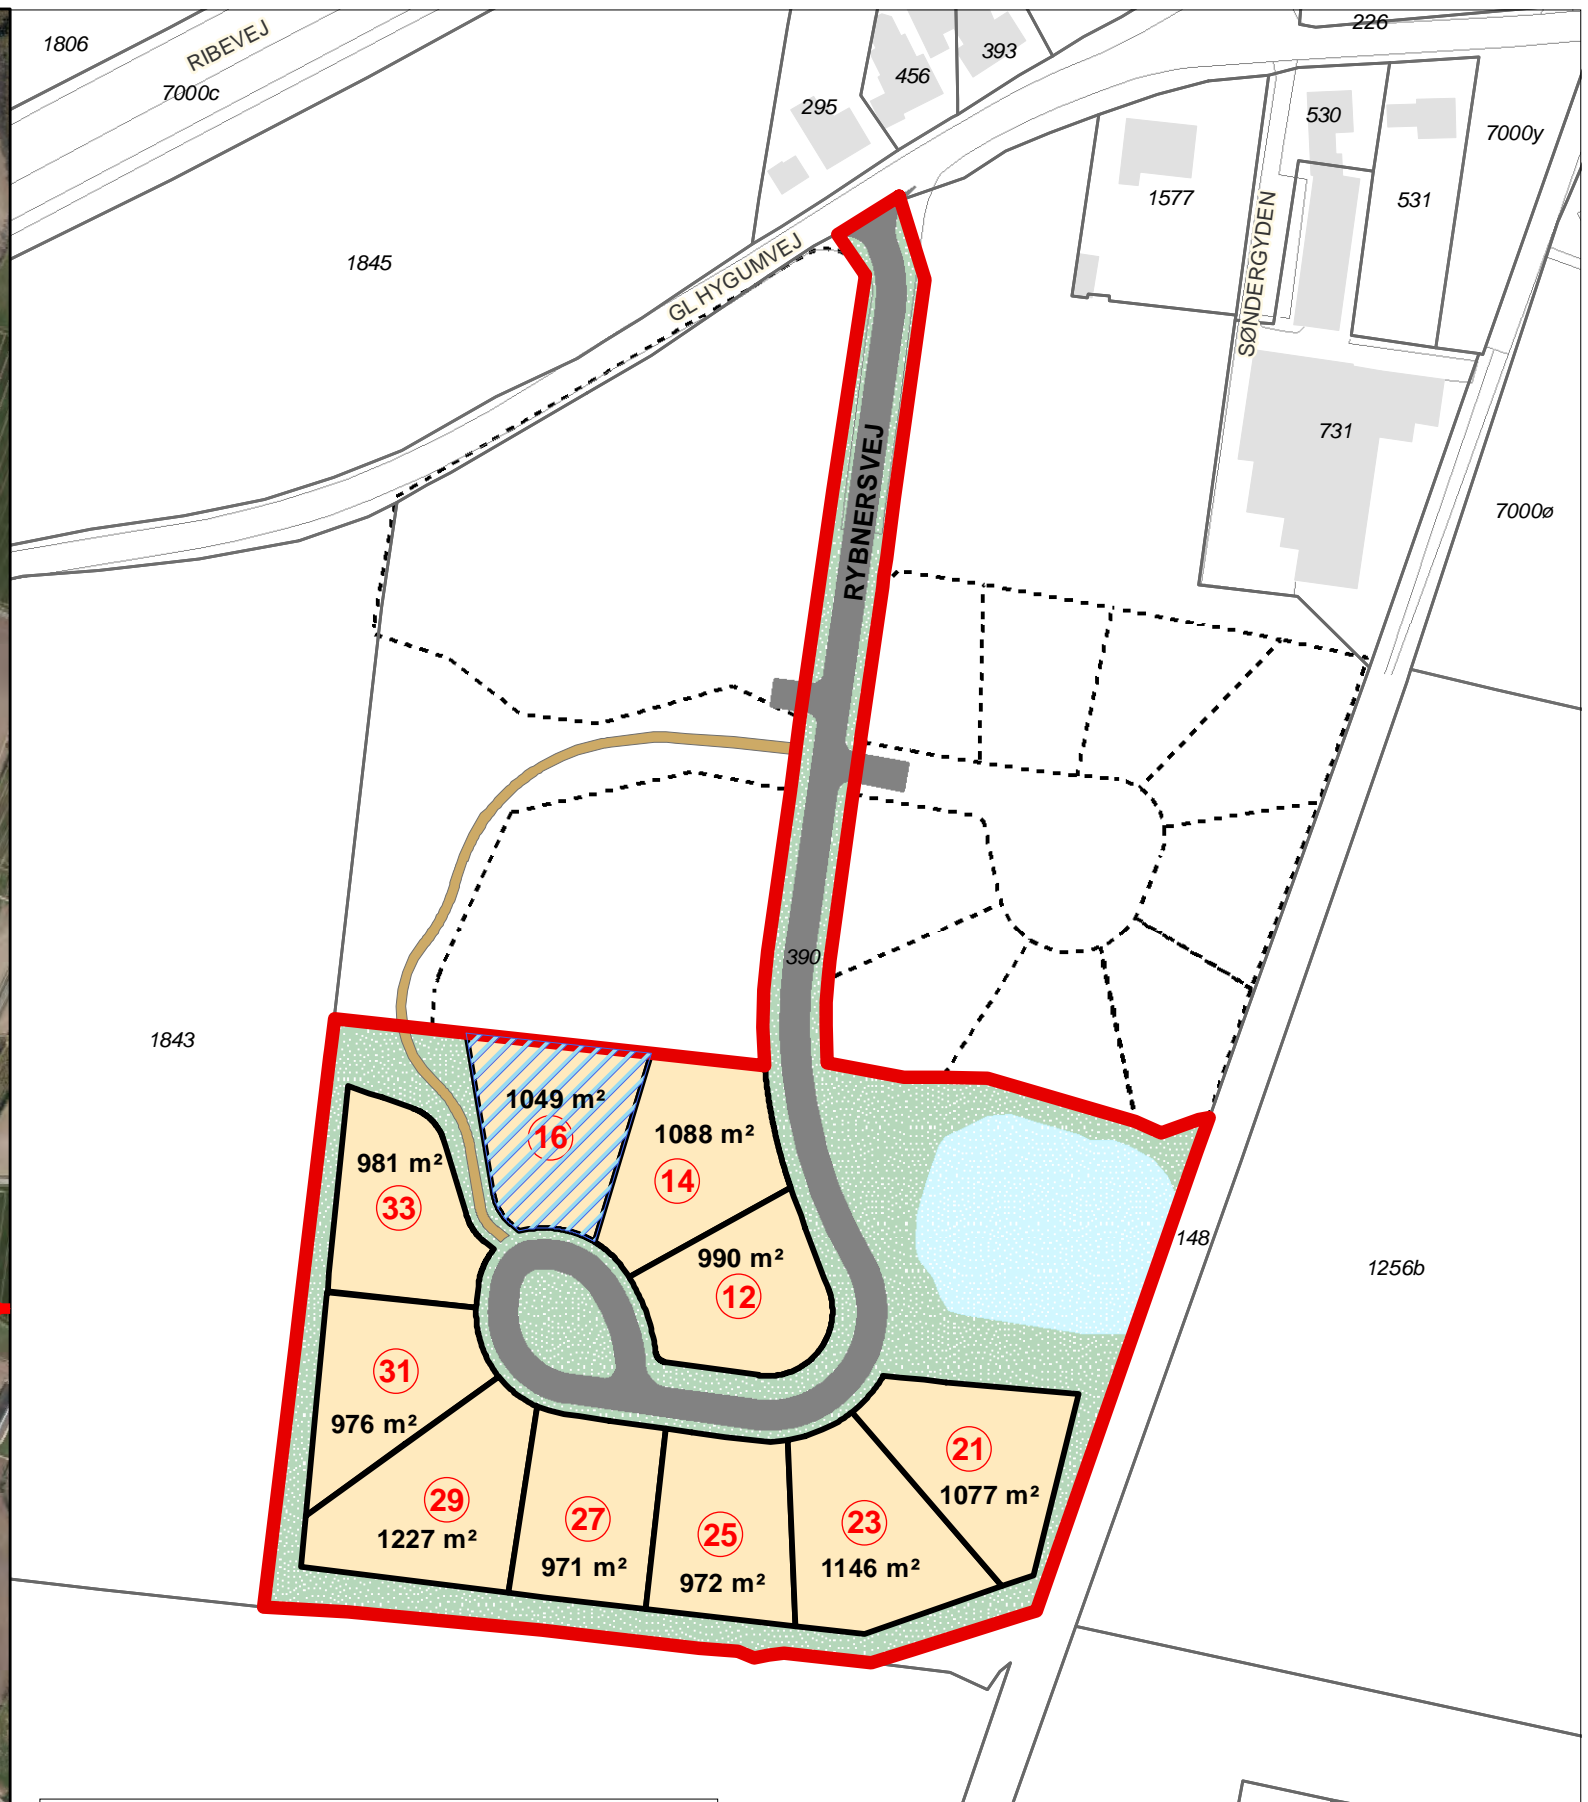 226
1806
RIBEVEJ
393
456
7000c
295
530
7000y
1577
531
SØNDERGYDEN
GL HYGUMVEJ
1845
731
RYBNERSVEJ
7000ø
390
1843
1049 m²
16
1088 m²
14
981 m²
33
148
990 m²
12
1256b
31
976 m²
21
1077 m²
29
1227 m²
27
971 m²
25
972 m²
23
1146 m²